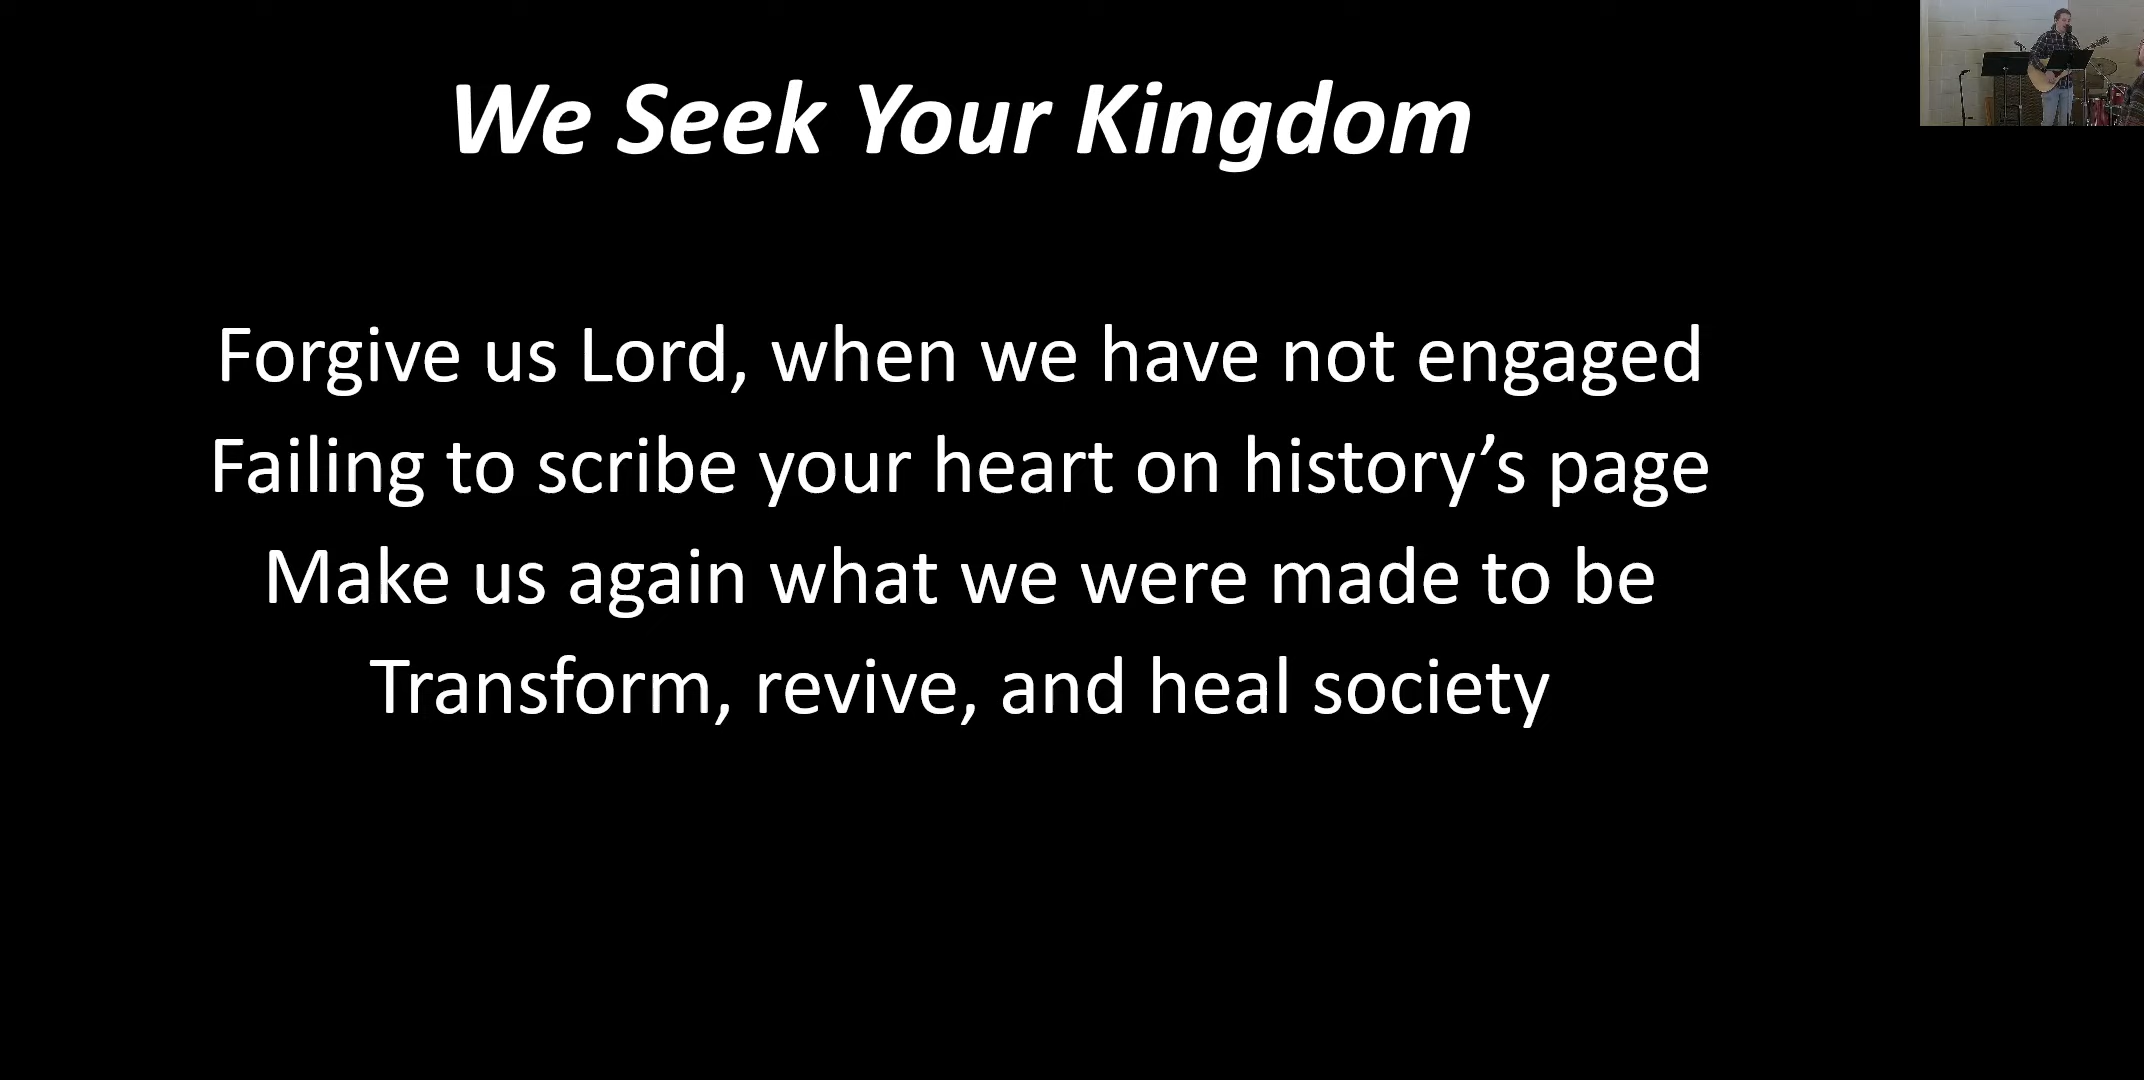 We Seek Your Kingdom
Forgive us Lord, when we have not engaged
Failing to scribe your heart on history’s page
Make us again what we were made to be
Transform, revive, and heal society